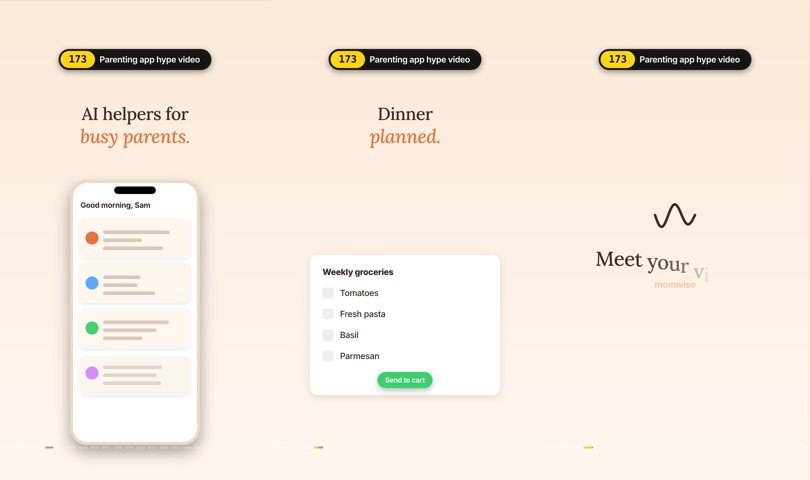 173 Parenting app hype video
AI helpers for
busy parents.
Good morning, Sam
173 Parenting app hype video
Dinner
planned.
Weekly groceries
Tomatoes
Fresh pasta
Basil
Parmesan
Send to cart
173 Parenting app hype video
Meet your vi
momwise